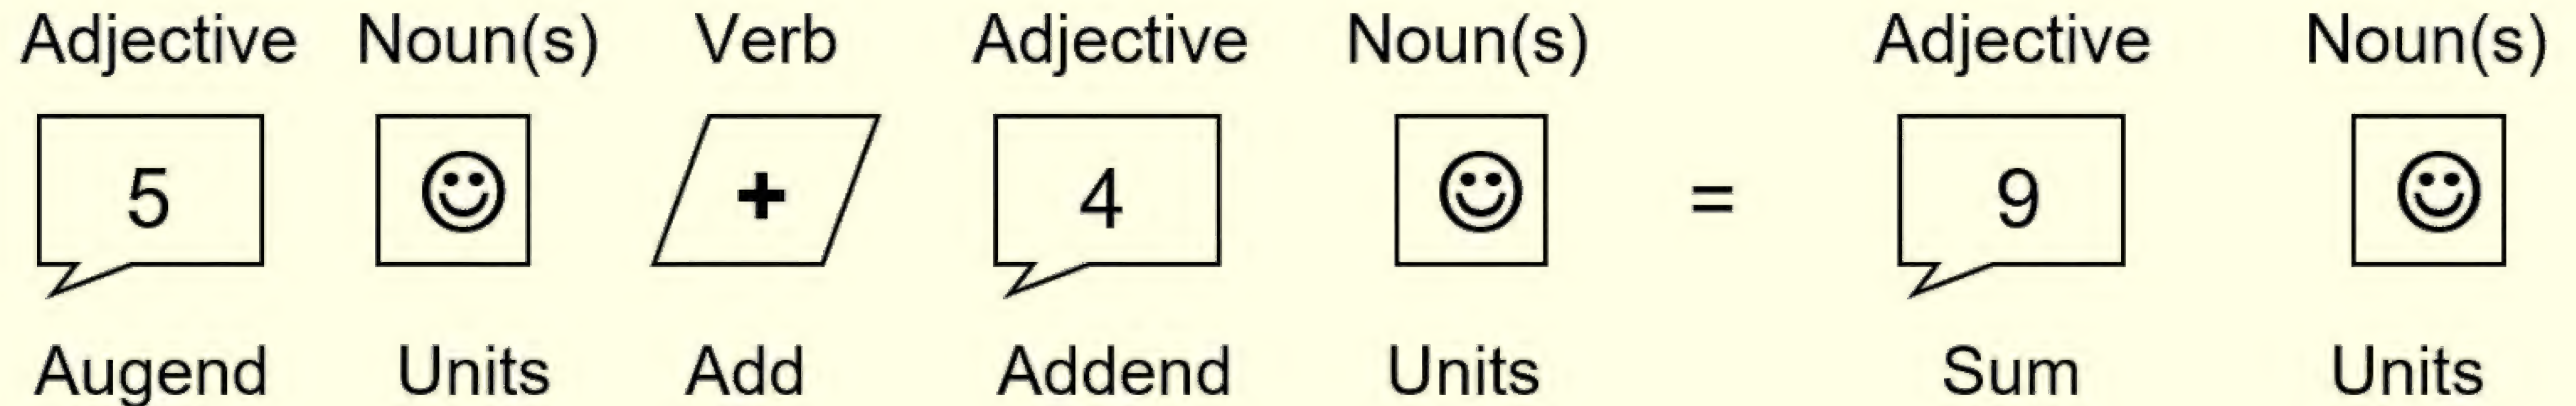 Adjective Noun(s) Verb Adjective Noun(s) Adjective Noun(s)
5 + 4 = 9
Augend Units Add Addend Units Sum Units